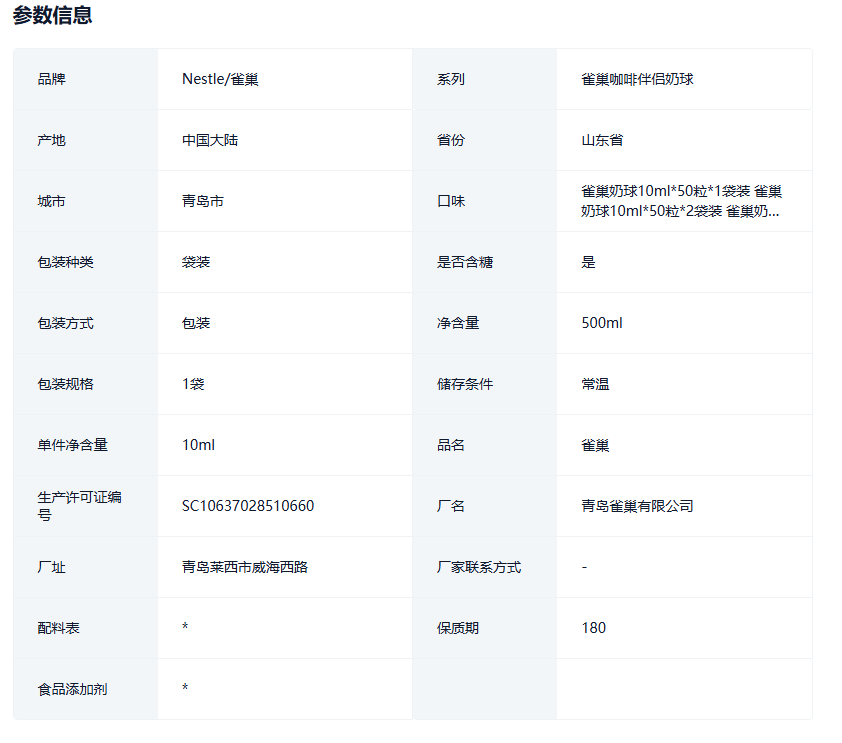 参数信息
品牌
Nestle/雀巢
系列
雀巢咖啡伴侣奶球
产地
中国大陆
省份
山东省
城市
青岛市
口味
雀巢奶球10ml*50粒*1袋装 雀巢
奶球10ml*50粒*2袋装 雀巢奶...
包装种类
袋装
是否含糖
是
包装方式
包装
净含量
500ml
包装规格
1袋
储存条件
常温
单件净含量
10ml
品名
雀巢
生产许可证编
号
SC10637028510660
厂名
青岛雀巢有限公司
厂址
青岛莱西市威海西路
厂家联系方式
-
配料表
*
保质期
180
食品添加剂
*